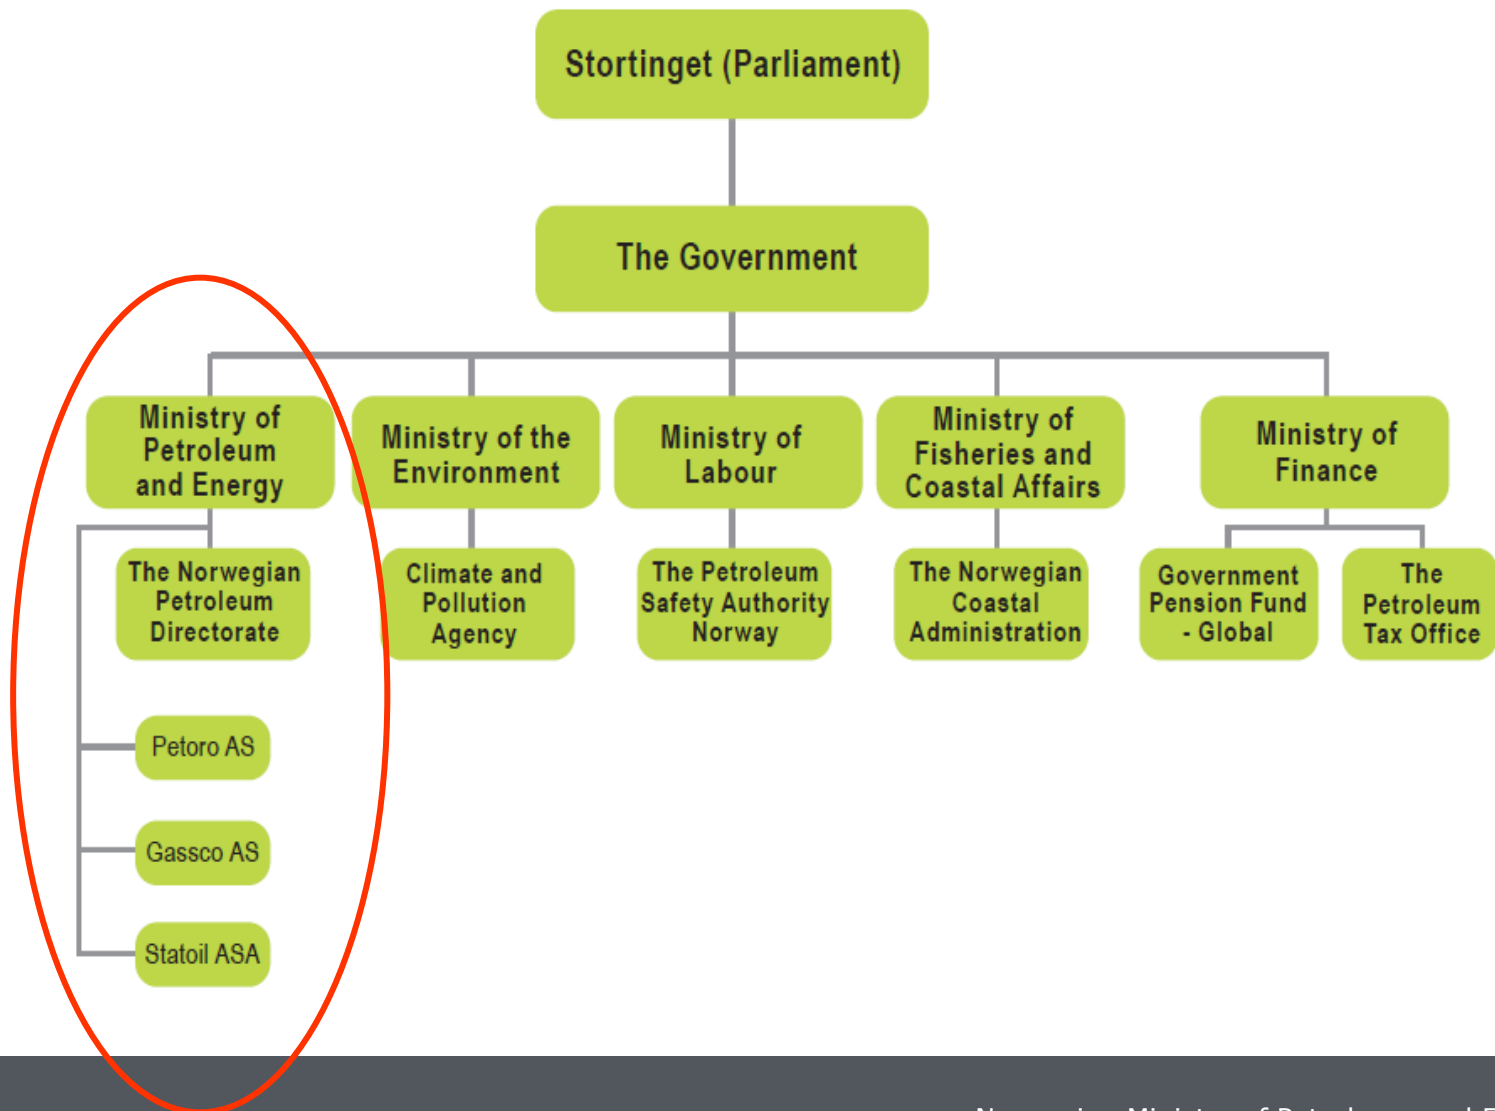 Stortinget (Parliament)
The Government
Ministry of
Petroleum
and Energy
Ministry of the
Environment
Ministry of
Labour
Ministry of
Fisheries and
Coastal Affairs
Ministry of
Finance
The Norwegian
Petroleum
Directorate
Climate and
Pollution
Agency
The Petroleum
Safety Authority
Norway
The Norwegian
Coastal
Administration
Government
Pension Fund
- Global
The
Petroleum
Tax Office
Petoro AS
Gassco AS
Statoil ASA